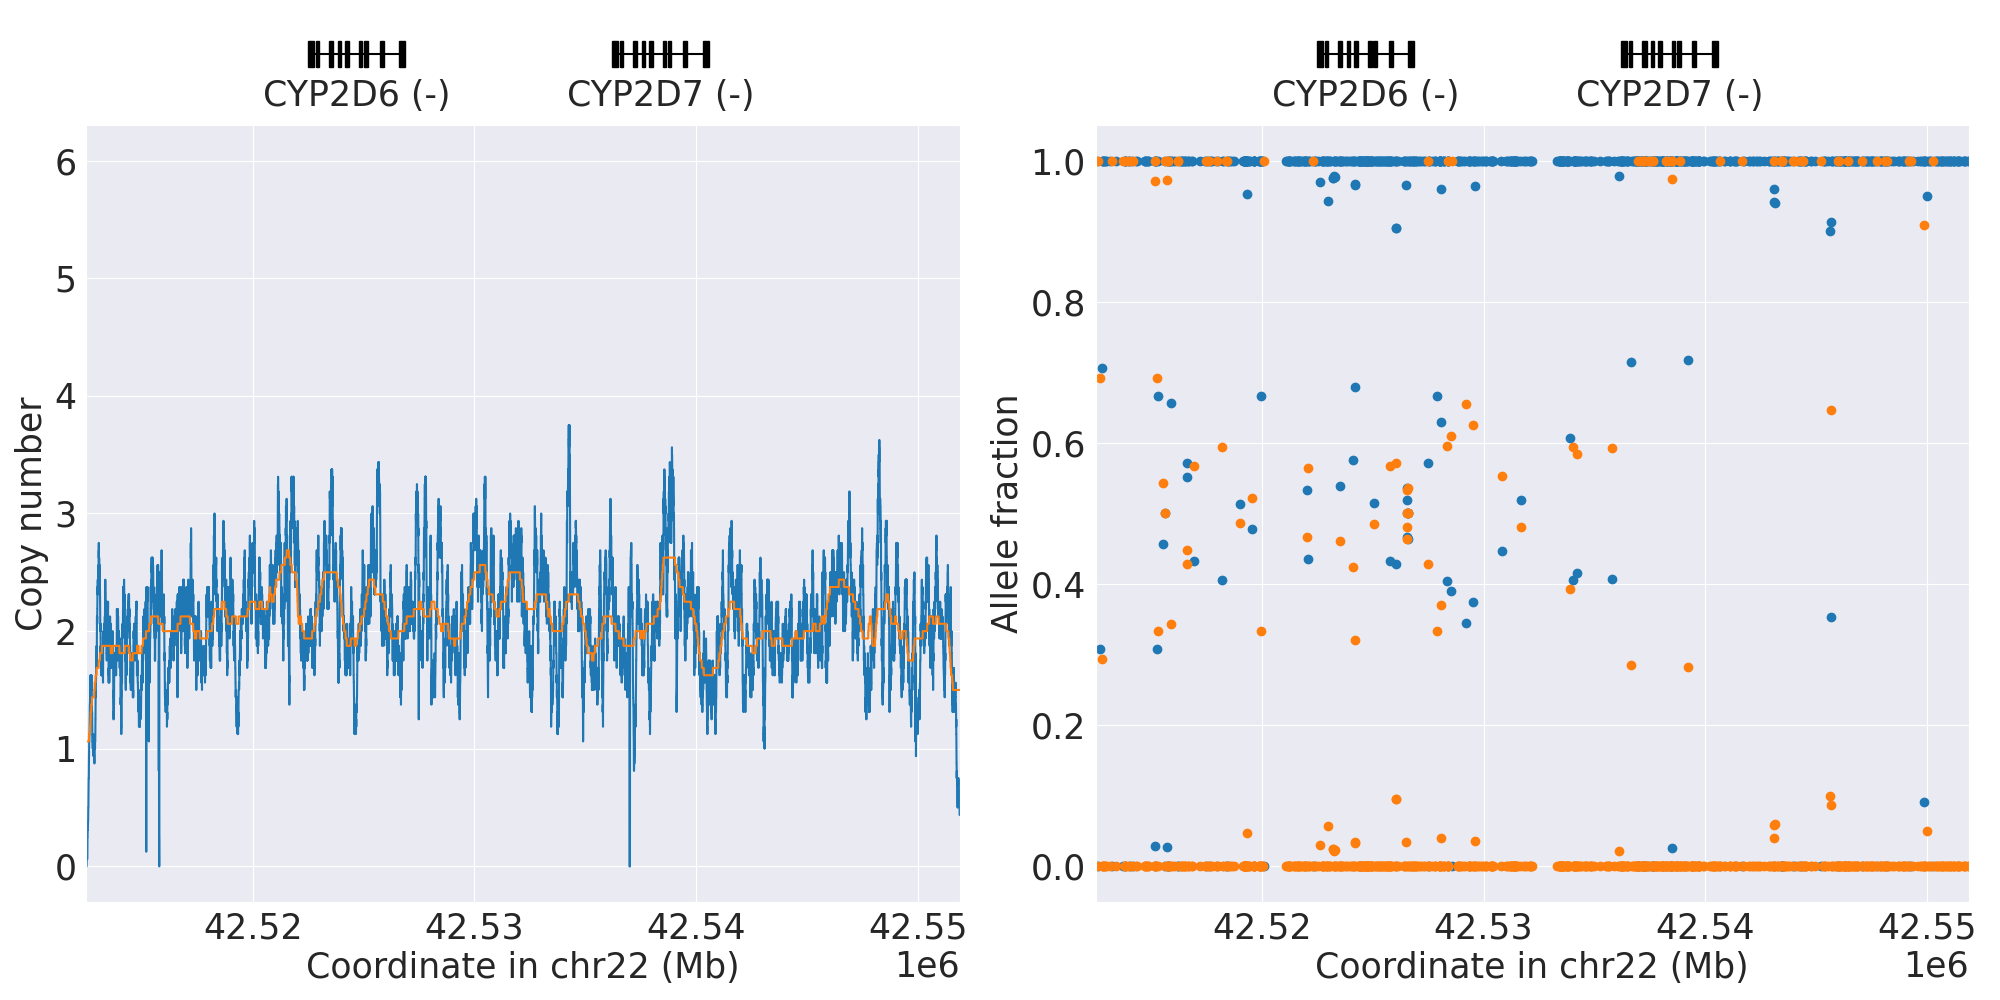 CYP2D6 (-) CYP2D7 (-)
6
5
4
3
2
1
0
Copy number
42.52 42.53 42.54 42.55
Coordinate in chr22 (Mb) 1e6
CYP2D6 (-) CYP2D7 (-)
1.0
0.8
0.6
0.4
0.2
0.0
Allele fraction
42.52 42.53 42.54 42.55
Coordinate in chr22 (Mb) 1e6